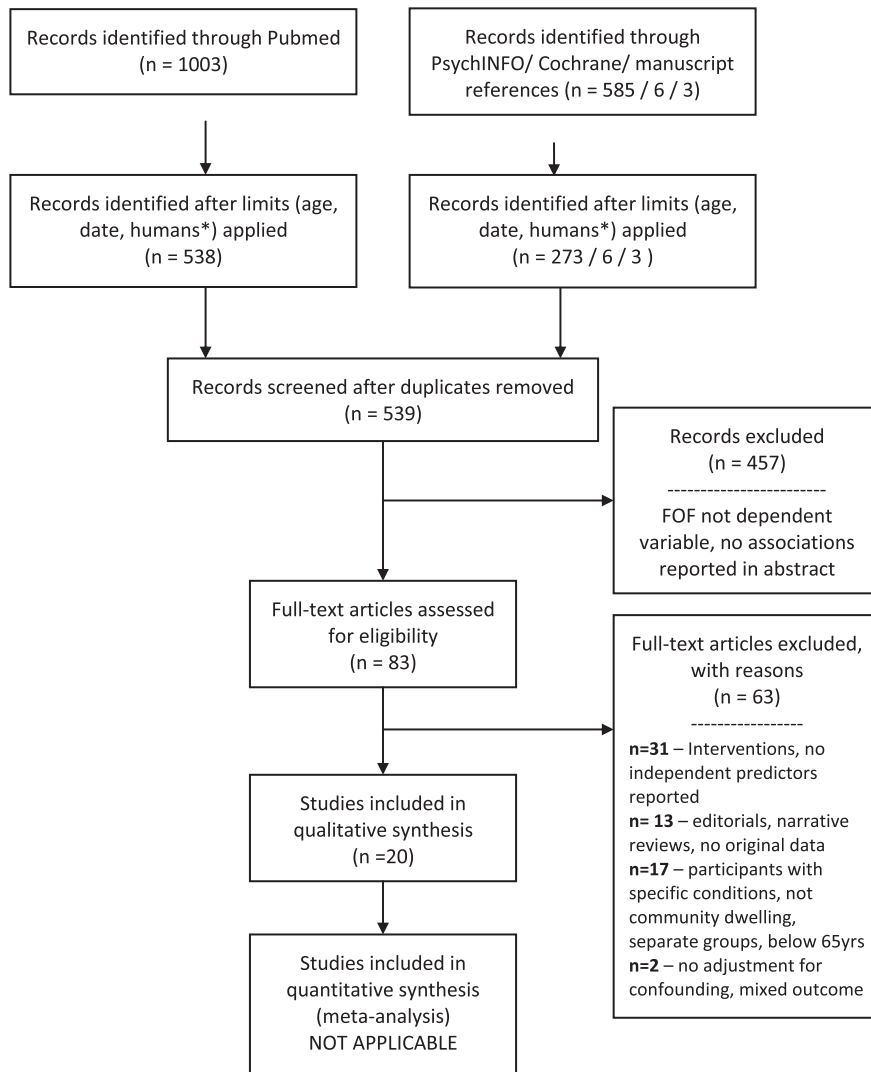 Records identified through Pubmed
(n = 1003)
Records identified through
PsychINFO/ Cochrane/ manuscript
references (n = 585 / 6 / 3)
Records identified after limits (age,
date, humans*) applied
(n = 538)
Records identified after limits (age,
date, humans*) applied
(n = 273 / 6 / 3 )
Records screened after duplicates removed
(n = 539)
Records excluded
(n = 457)
------------------------
FOF not dependent
variable, no associations
reported in abstract
Full-text articles assessed
for eligibility
(n = 83)
Full-text articles excluded,
with reasons
(n = 63)
-----------------
n=31 – Interventions, no
independent predictors
reported
n= 13 – editorials, narrative
reviews, no original data
n=17 – participants with
specific conditions, not
community dwelling,
separate groups, below 65yrs
n=2 – no adjustment for
confounding, mixed outcome
Studies included in
qualitative synthesis
(n =20)
Studies included in
quantitative synthesis
(meta-analysis)
NOT APPLICABLE